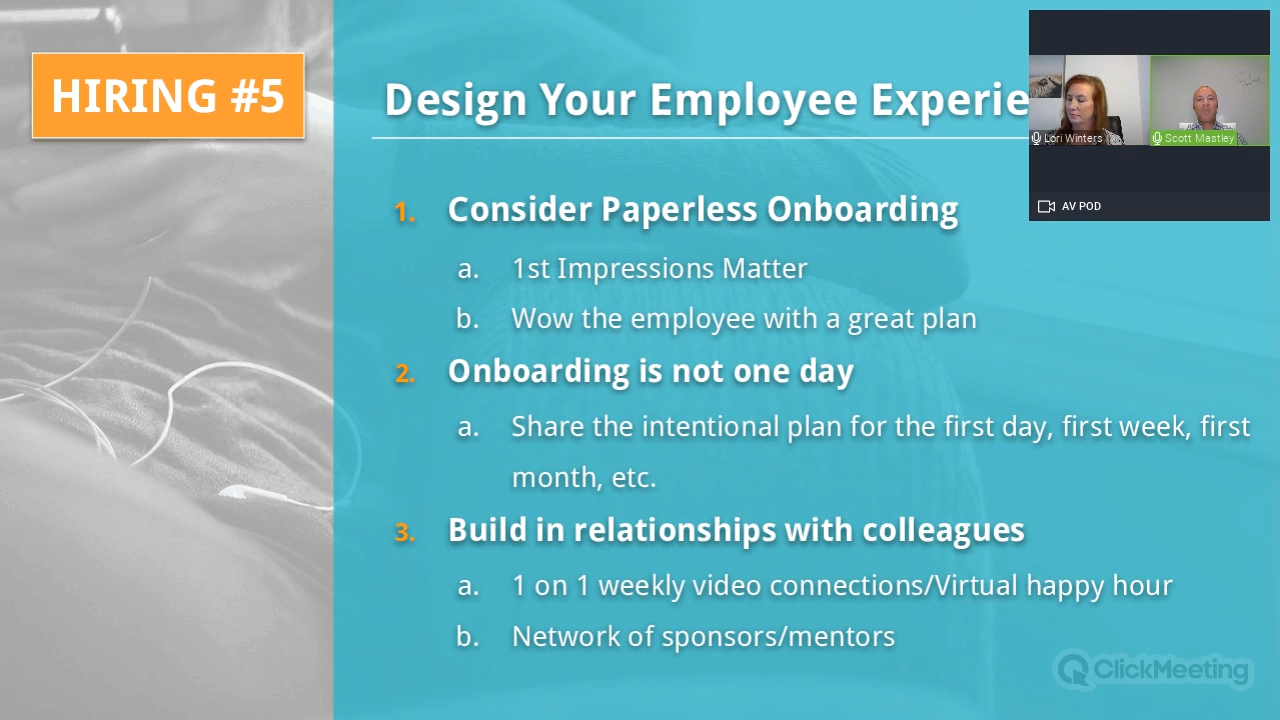 HIRING #5
Design Your Employee Experie
Lori Winters
Scott Mastley
AV POD
1. Consider Paperless Onboarding
a. 1st Impressions Matter
b. Wow the employee with a great plan
2. Onboarding is not one day
a. Share the intentional plan for the first day, first week, first
month, etc.
3. Build in relationships with colleagues
a. 1 on 1 weekly video connections/Virtual happy hour
b. Network of sponsors/mentors
ClickMeeting